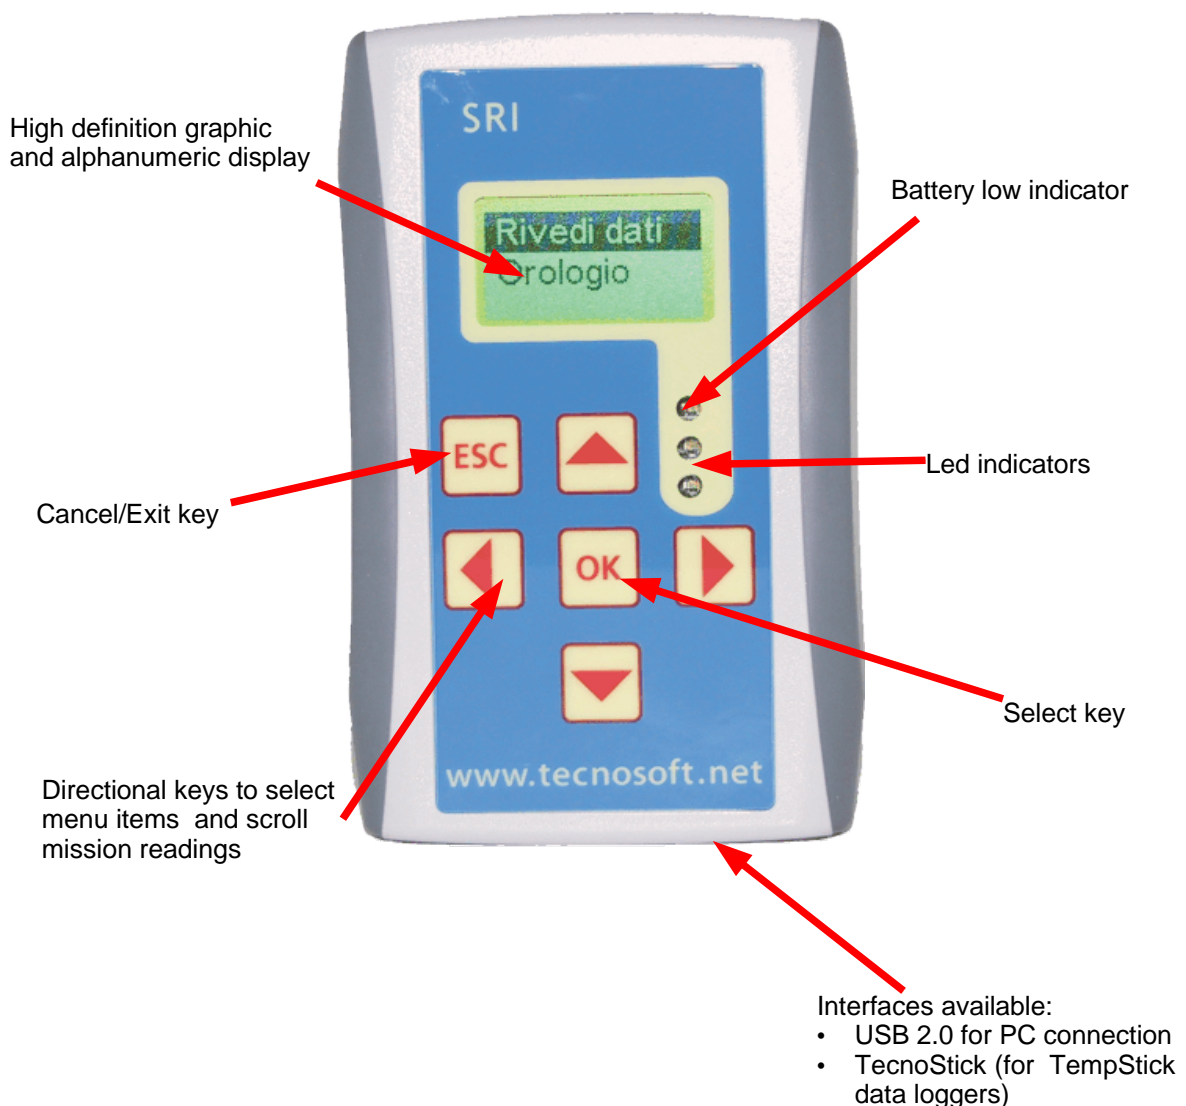 SRI
High definition graphic
and alphanumeric display
Battery low indicator
Rivedi dati
Orologio
ESC
Led indicators
Cancel/Exit key
OK
Select key
www.tecnosoft.net
Directional keys to select
menu items and scroll
mission readings
Interfaces available:
• USB 2.0 for PC connection
• TecnoStick (for TempStick
data loggers)